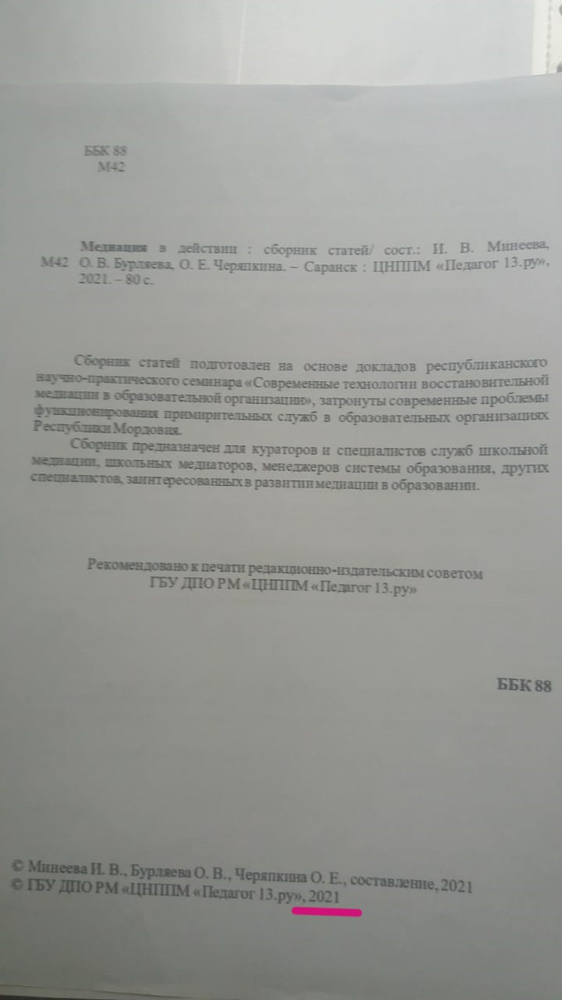 ББК 88
М42
Медиация в действии : сборник статей/ сост.: И. В. Минеева,
М42 О. В. Бурляева, О. Е. Черяпкина. – Саранск : ЦНППМ «Педагог 13.ру»,
2021. – 80 с.
Сборник статей подготовлен на основе докладов республиканского
научно-практического семинара «Современные технологии восстановительной
медиации в образовательной организации», затронуты современные проблемы
функционирования примирительных служб в образовательных организациях
Республики Мордовия.
Сборник предназначен для кураторов и специалистов служб школьной
медиации, школьных медиаторов, менеджеров системы образования, других
специалистов, заинтересованных в развитии медиации в образовании.
Рекомендовано к печати редакционно-издательским советом
ГБУ ДПО РМ «ЦНППМ «Педагог 13.ру»
ББК 88
© Минеева И. В., Бурляева О. В., Черяпкина О. Е., составление, 2021
© ГБУ ДПО РМ «ЦНППМ «Педагог 13.ру», 2021